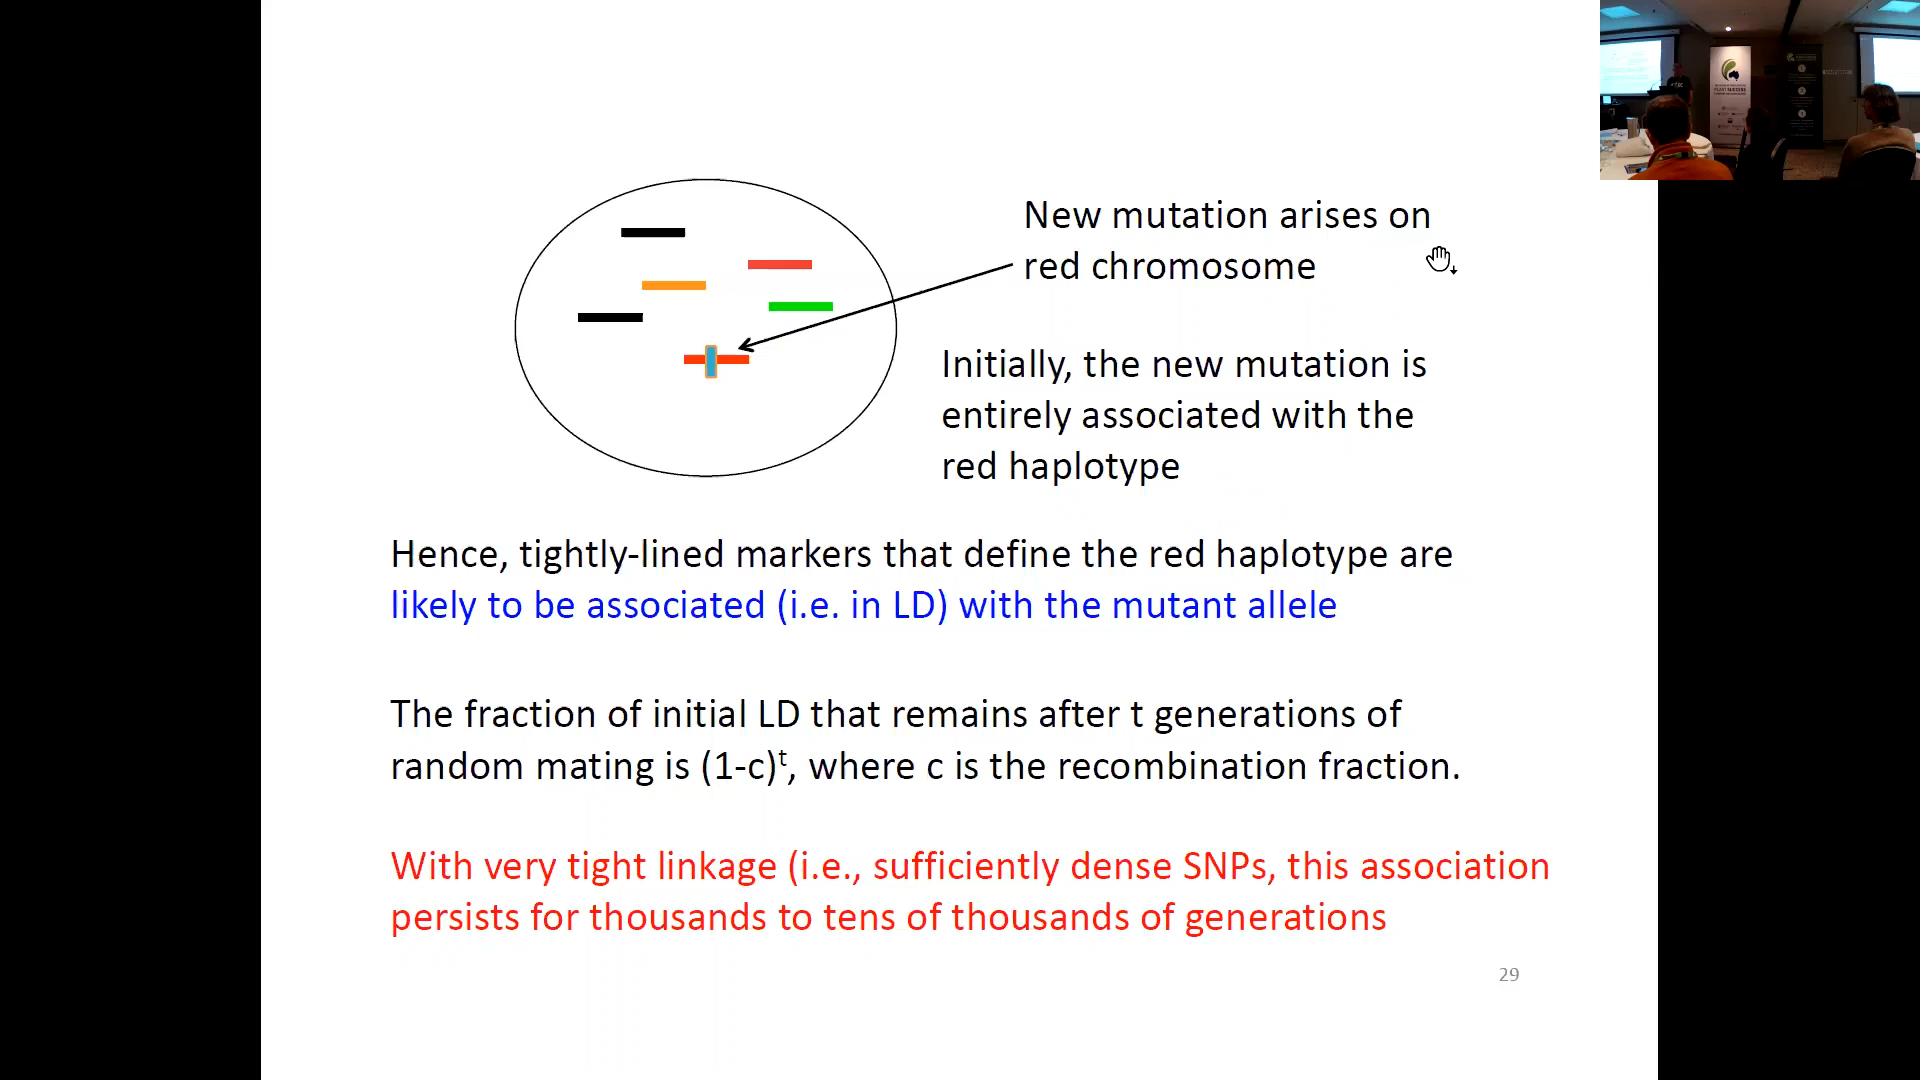 New mutation arises on
red chromosome
Initially, the new mutation is
entirely associated with the
red haplotype
Hence, tightly-lined markers that define the red haplotype are
likely to be associated (i.e. in LD) with the mutant allele
The fraction of initial LD that remains after t generations of
random mating is (1-c)ᵗ, where c is the recombination fraction.
With very tight linkage (i.e., sufficiently dense SNPs, this association
persists for thousands to tens of thousands of generations
29
PLANT SUCCESS